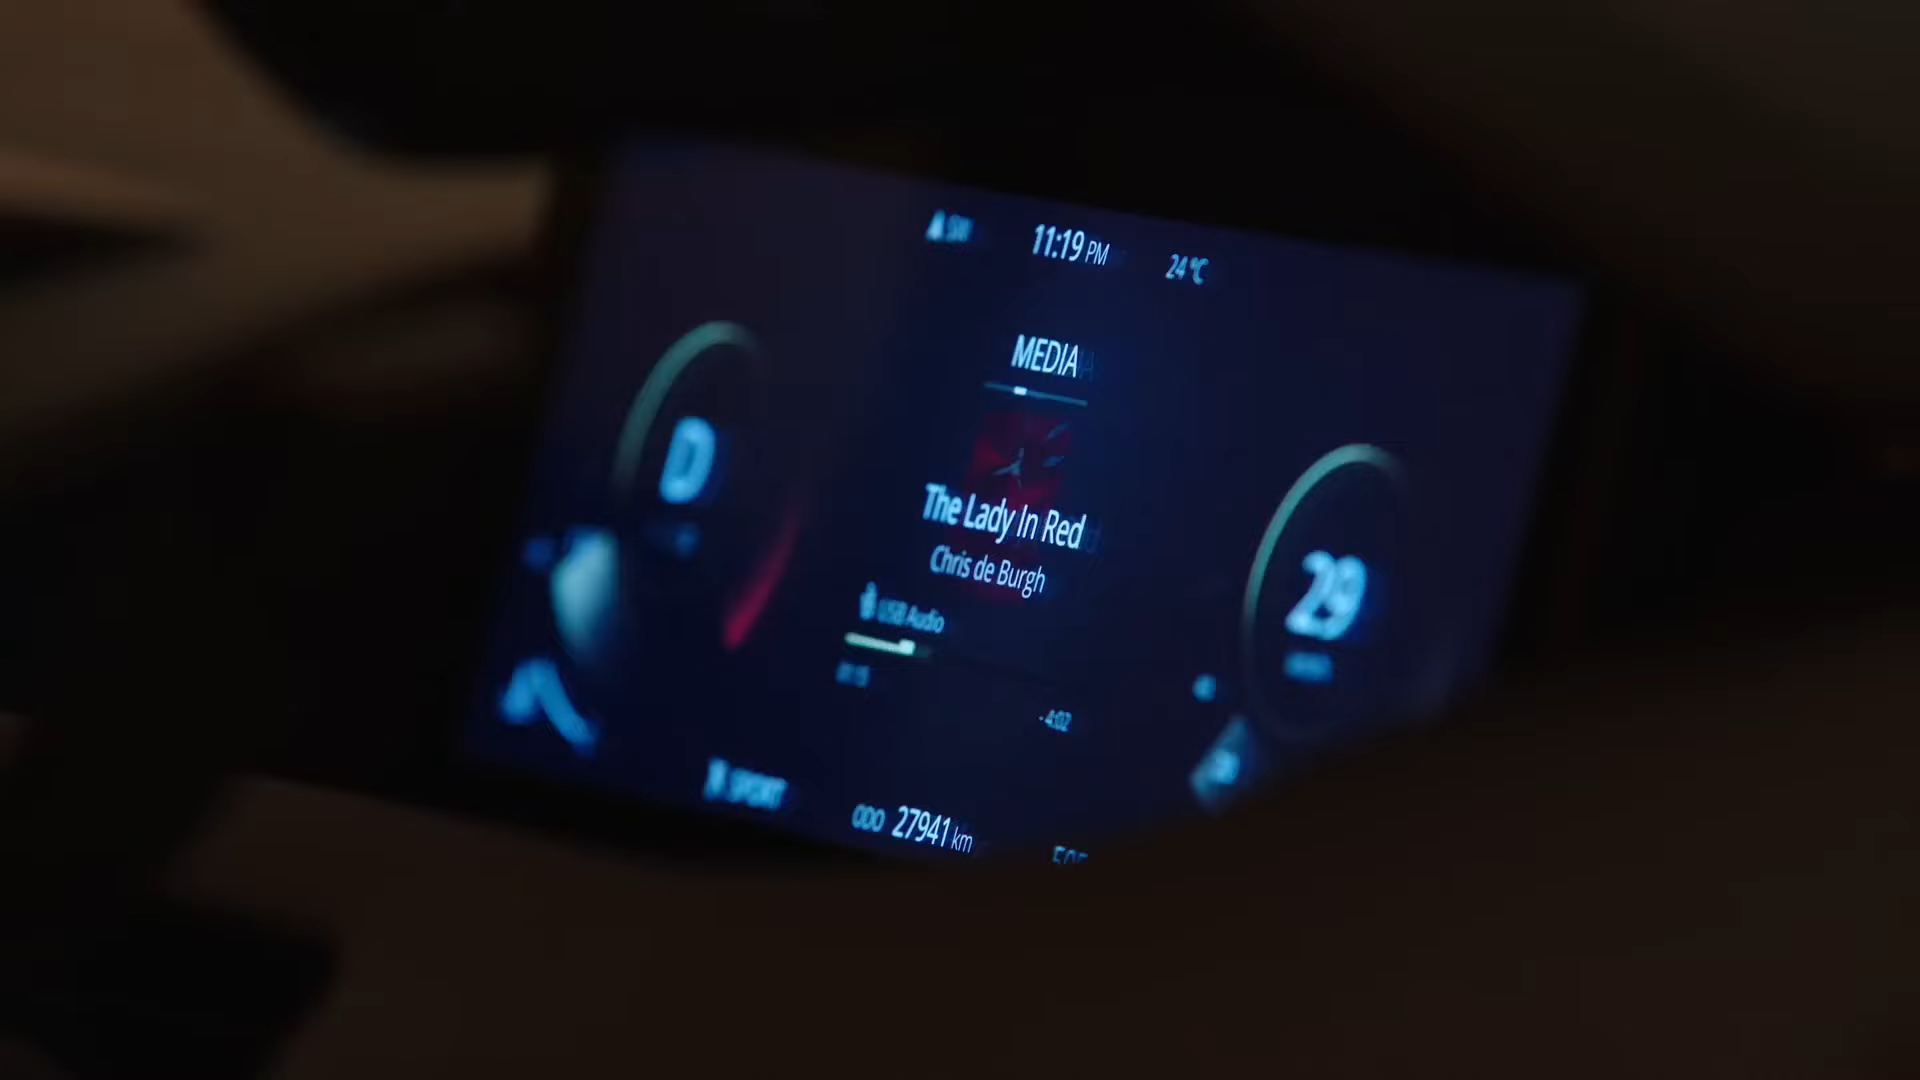 SW
11:19 PM
24°C
MEDIA
D
The Lady In Red
Chris de Burgh
USB Audio
- 4:02
29
SPORT
ODO 27941 km